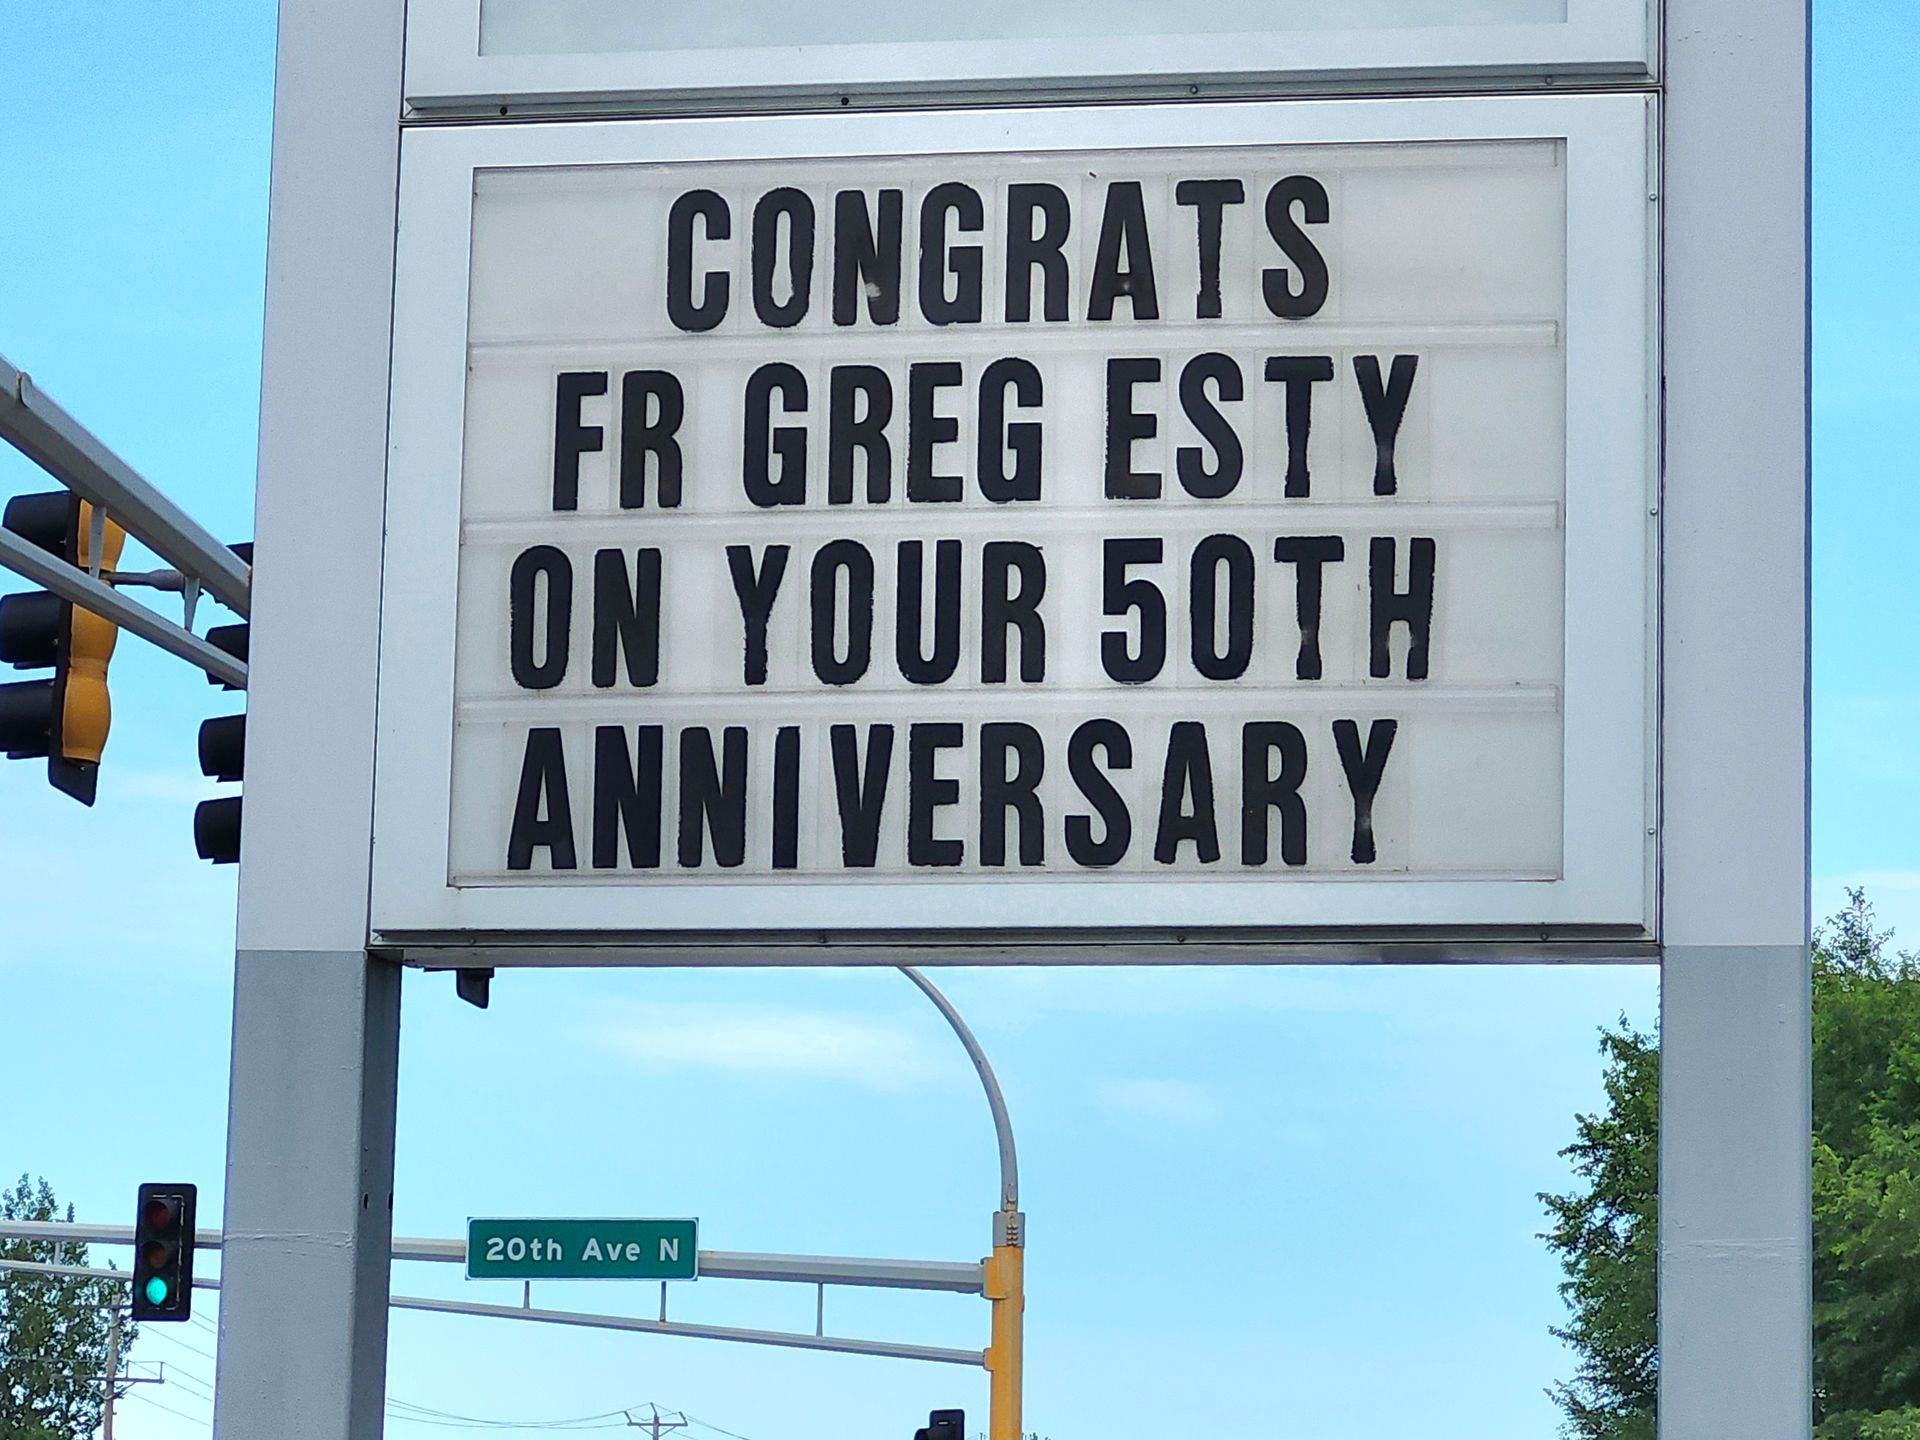 CONGRATS
FR GREG ESTY
ON YOUR 50TH
ANNIVERSARY
20th Ave N